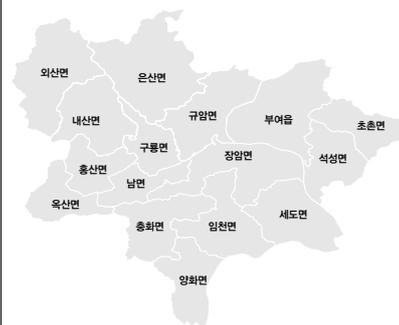 외산면
은산면
내산면
규암면
부여읍
초촌면
구룡면
장암면
석성면
홍산면
남면
옥산면
세도면
충화면
임천면
양화면